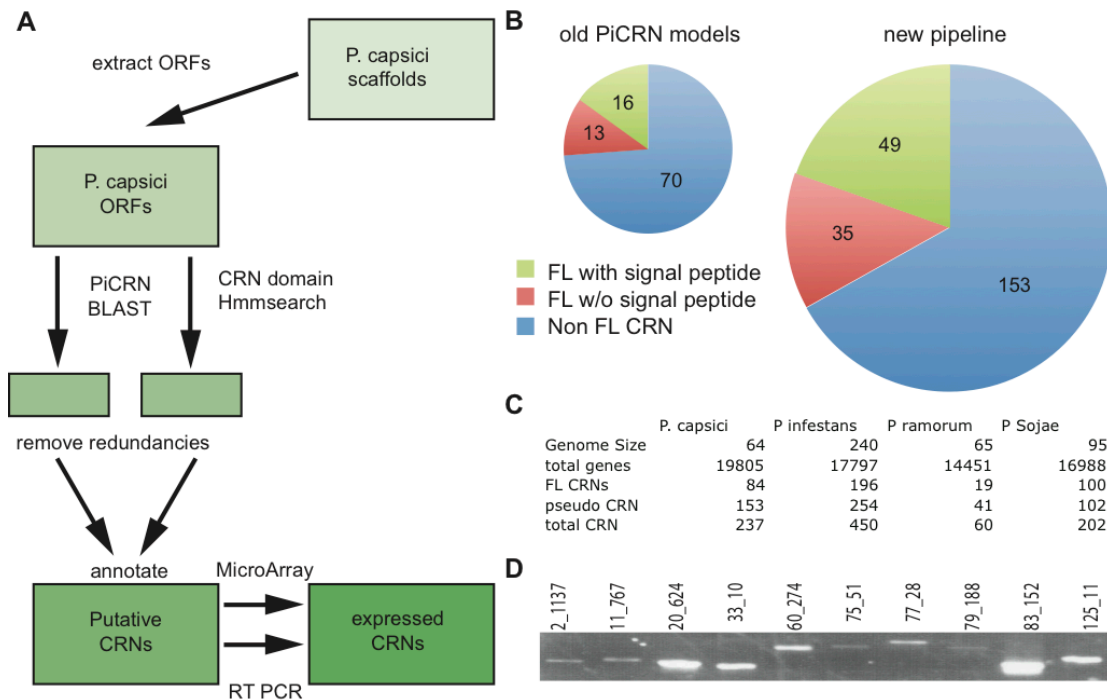 A
extract ORFs
P. capsici
scaffolds
P. capsici
ORFs
PiCRN
BLAST
CRN domain
Hmmsearch
remove redundancies
annotate
MicroArray
Putative
CRNs
expressed
CRNs
RT PCR
B
old PiCRN models
new pipeline
16
13
70
49
35
153
FL with signal peptide
FL w/o signal peptide
Non FL CRN
C
P. capsici P infestans P ramorum P Sojae
Genome Size 64 240 65 95
total genes 19805 17797 14451 16988
FL CRNs 84 196 19 100
pseudo CRN 153 254 41 102
total CRN 237 450 60 202
D
2_1137
11_767
20_624
33_10
60_274
75_51
77_28
79_188
83_152
125_11